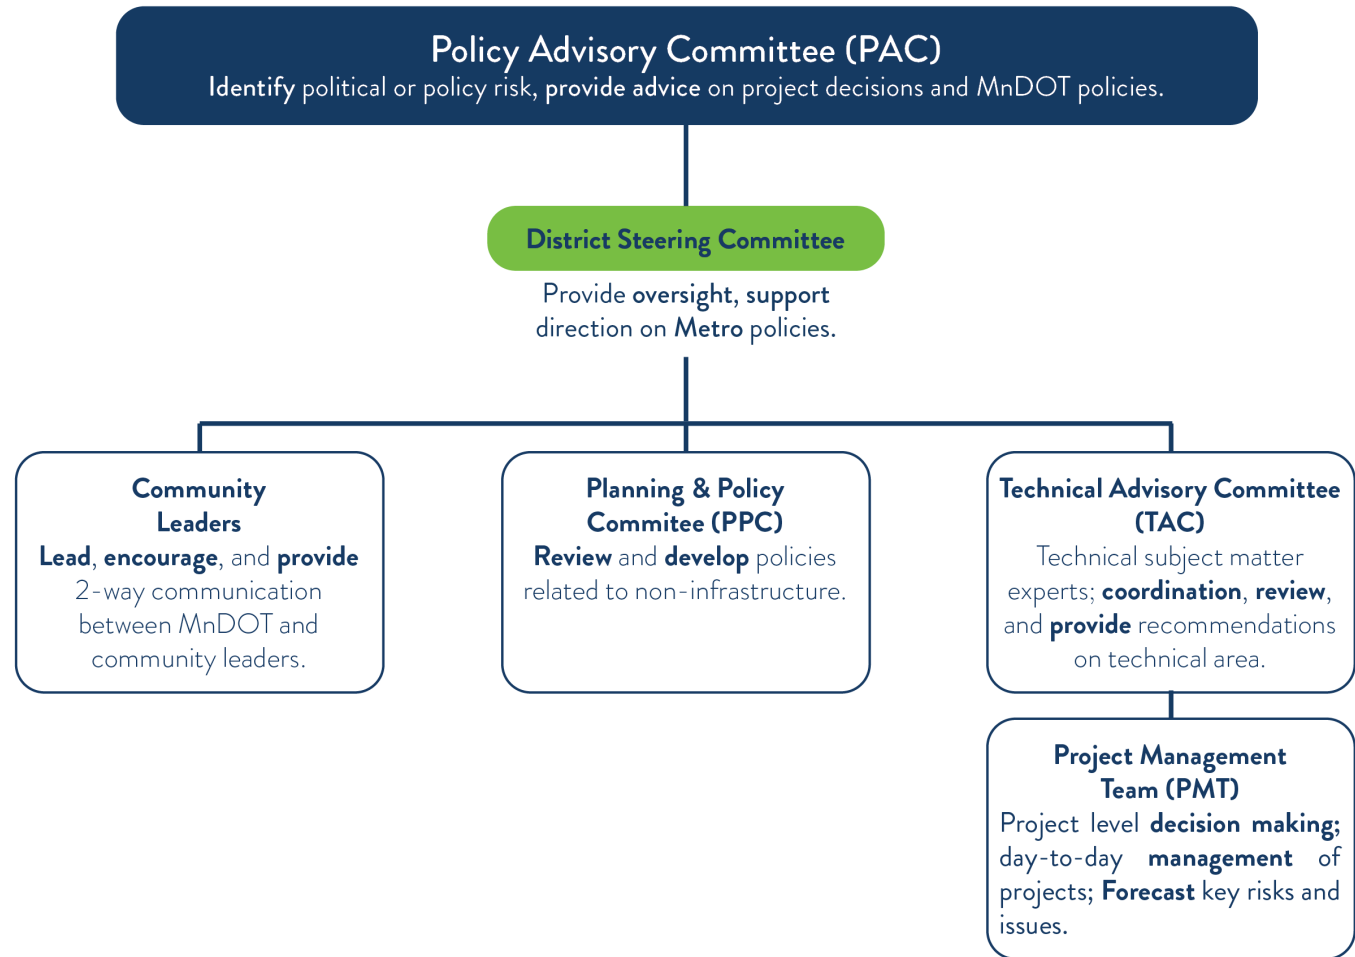 Policy Advisory Committee (PAC)
Identify political or policy risk, provide advice on project decisions and MnDOT policies.
District Steering Committee
Provide oversight, support
direction on Metro policies.
Community
Leaders
Lead, encourage, and provide
2-way communication
between MnDOT and
community leaders.
Planning & Policy
Commitee (PPC)
Review and develop policies
related to non-infrastructure.
Technical Advisory Committee
(TAC)
Technical subject matter
experts; coordination, review,
and provide recommendations
on technical area.
Project Management
Team (PMT)
Project level decision making;
day-to-day management of
projects; Forecast key risks and
issues.